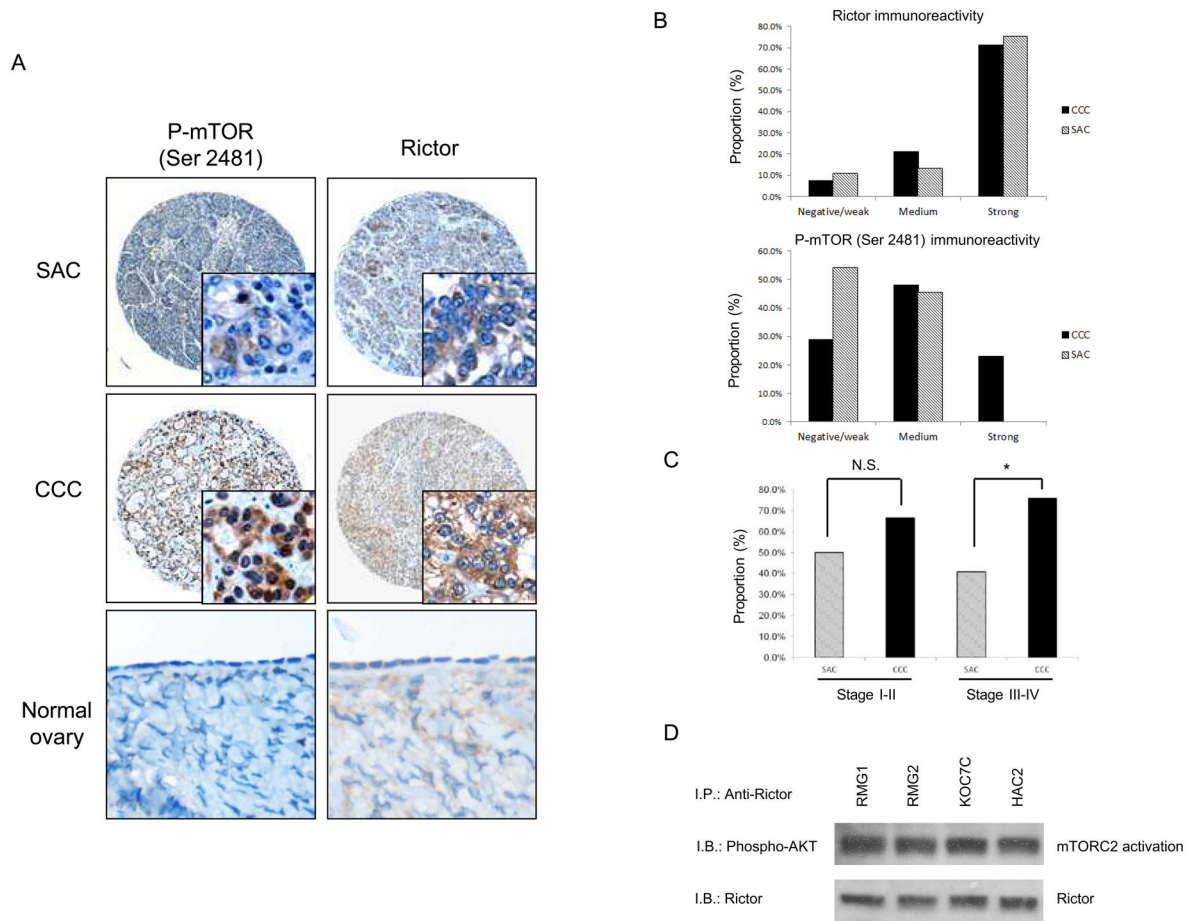 A
P-mTOR
(Ser 2481)
Rictor
SAC
CCC
Normal
ovary
B
Rictor immunoreactivity
Proportion (%)
80.0%
70.0%
60.0%
50.0%
40.0%
30.0%
20.0%
10.0%
0.0%
Negative/weak
Medium
Strong
CCC
SAC
P-mTOR (Ser 2481) immunoreactivity
Proportion (%)
60.0%
50.0%
40.0%
30.0%
20.0%
10.0%
0.0%
Negative/weak
Medium
Strong
CCC
SAC
C
N.S.
*
Proportion (%)
80.0%
70.0%
60.0%
50.0%
40.0%
30.0%
20.0%
10.0%
0.0%
SAC
CCC
SAC
CCC
Stage I-II
Stage III-IV
D
I.P.: Anti-Rictor
RMG1
RMG2
KOC7C
HAC2
I.B.: Phospho-AKT
mTORC2 activation
I.B.: Rictor
Rictor